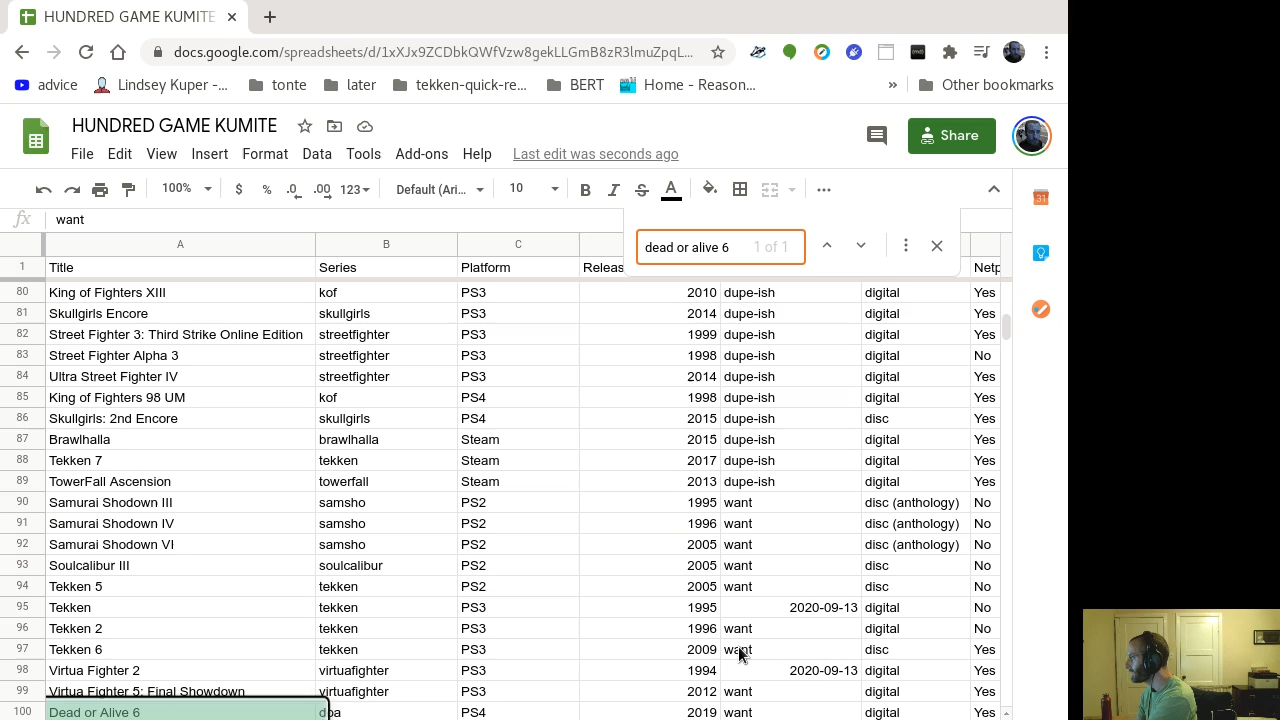 HUNDRED GAME KUMITE
docs.google.com/spreadsheets/d/1xXJx9ZCDbkQWfVzw8gekLLGmB8zR3lmuZpqL...
advice Lindsey Kuper -... tonte later tekken-quick-re... BERT Home - Reason... » Other bookmarks
HUNDRED GAME KUMITE
Share
File Edit View Insert Format Data Tools Add-ons Help Last edit was seconds ago
100% $ % .0 .00 123 Default (Ari... 10 B I S A
31
fx want
dead or alive 6 1 of 1
A B C
1 Title Series Platform Releas Netp
80 King of Fighters XIII kof PS3 2010 dupe-ish digital Yes
81 Skullgirls Encore skullgirls PS3 2014 dupe-ish digital Yes
82 Street Fighter 3: Third Strike Online Edition streetfighter PS3 1999 dupe-ish digital Yes
83 Street Fighter Alpha 3 streetfighter PS3 1998 dupe-ish digital No
84 Ultra Street Fighter IV streetfighter PS3 2014 dupe-ish digital Yes
85 King of Fighters 98 UM kof PS4 1998 dupe-ish digital Yes
86 Skullgirls: 2nd Encore skullgirls PS4 2015 dupe-ish disc Yes
87 Brawlhalla brawlhalla Steam 2015 dupe-ish digital Yes
88 Tekken 7 tekken Steam 2017 dupe-ish digital Yes
89 TowerFall Ascension towerfall Steam 2013 dupe-ish digital Yes
90 Samurai Shodown III samsho PS2 1995 want disc (anthology) No
91 Samurai Shodown IV samsho PS2 1996 want disc (anthology) No
92 Samurai Shodown VI samsho PS2 2005 want disc (anthology) No
93 Soulcalibur III soulcalibur PS2 2005 want disc No
94 Tekken 5 tekken PS2 2005 want disc No
95 Tekken tekken PS3 1995 2020-09-13 digital No
96 Tekken 2 tekken PS3 1996 want digital No
97 Tekken 6 tekken PS3 2009 want disc Yes
98 Virtua Fighter 2 virtuafighter PS3 1994 2020-09-13 digital Yes
99 Virtua Fighter 5: Final Showdown virtuafighter PS3 2012 want digital Yes
100 Dead or Alive 6 doa PS4 2019 want digital Yes